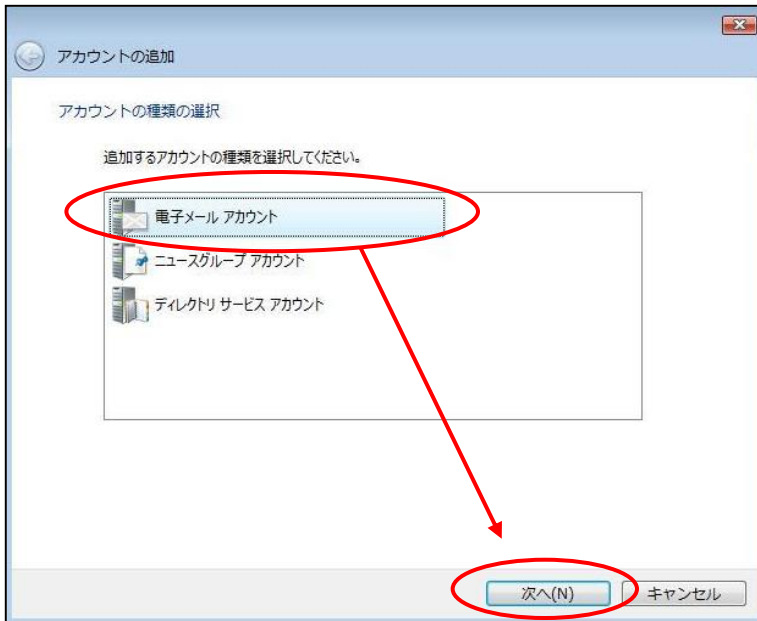 アカウントの追加
アカウントの種類の選択
追加するアカウントの種類を選択してください。
電子メール アカウント
ニュースグループ アカウント
ディレクトリ サービス アカウント
次へ(N)
キャンセル